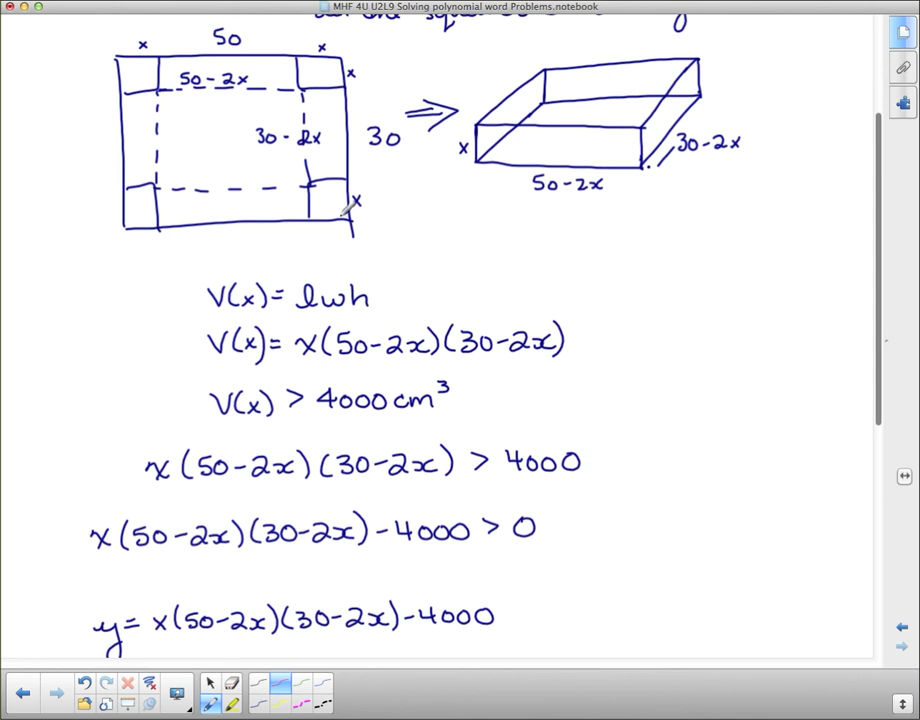 MHF 4U U2L9 Solving polynomial word Problems.notebook
x 50 x
50-2x x
30-2x 30
x
x 30-2x
50-2x
V(x)= lwh
V(x)= x(50-2x)(30-2x)
V(x) > 4000 cm³
x(50-2x)(30-2x) > 4000
x(50-2x)(30-2x)-4000 > 0
y= x(50-2x)(30-2x)-4000